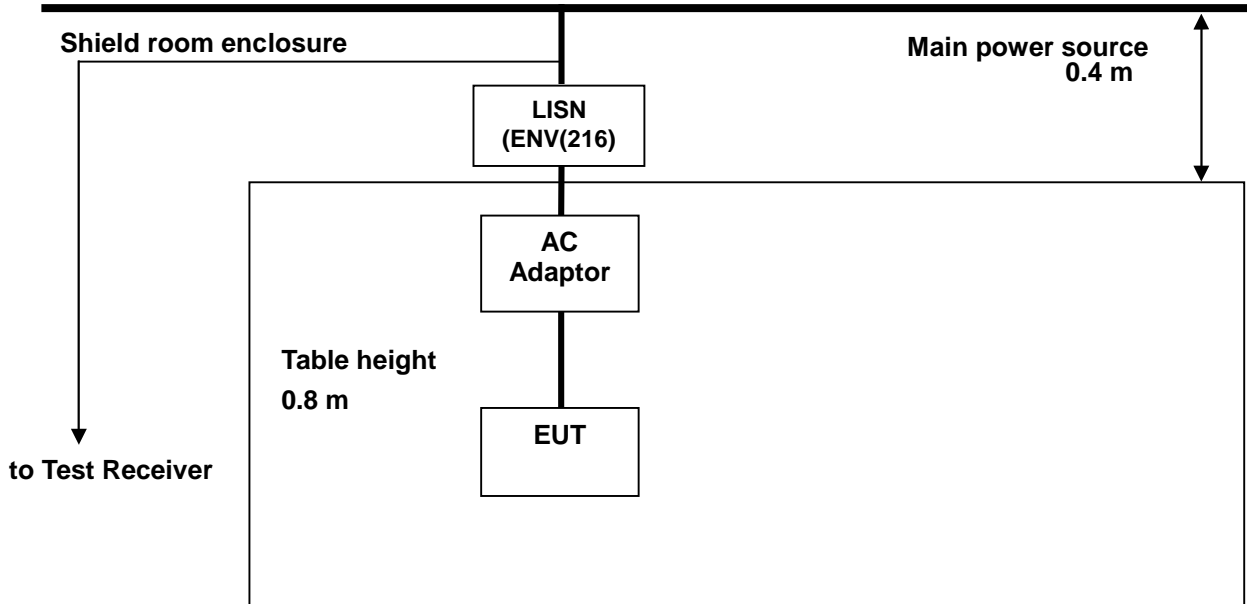 Shield room enclosure
Main power source
0.4 m
LISN
(ENV(216)
AC
Adaptor
Table height
0.8 m
EUT
to Test Receiver